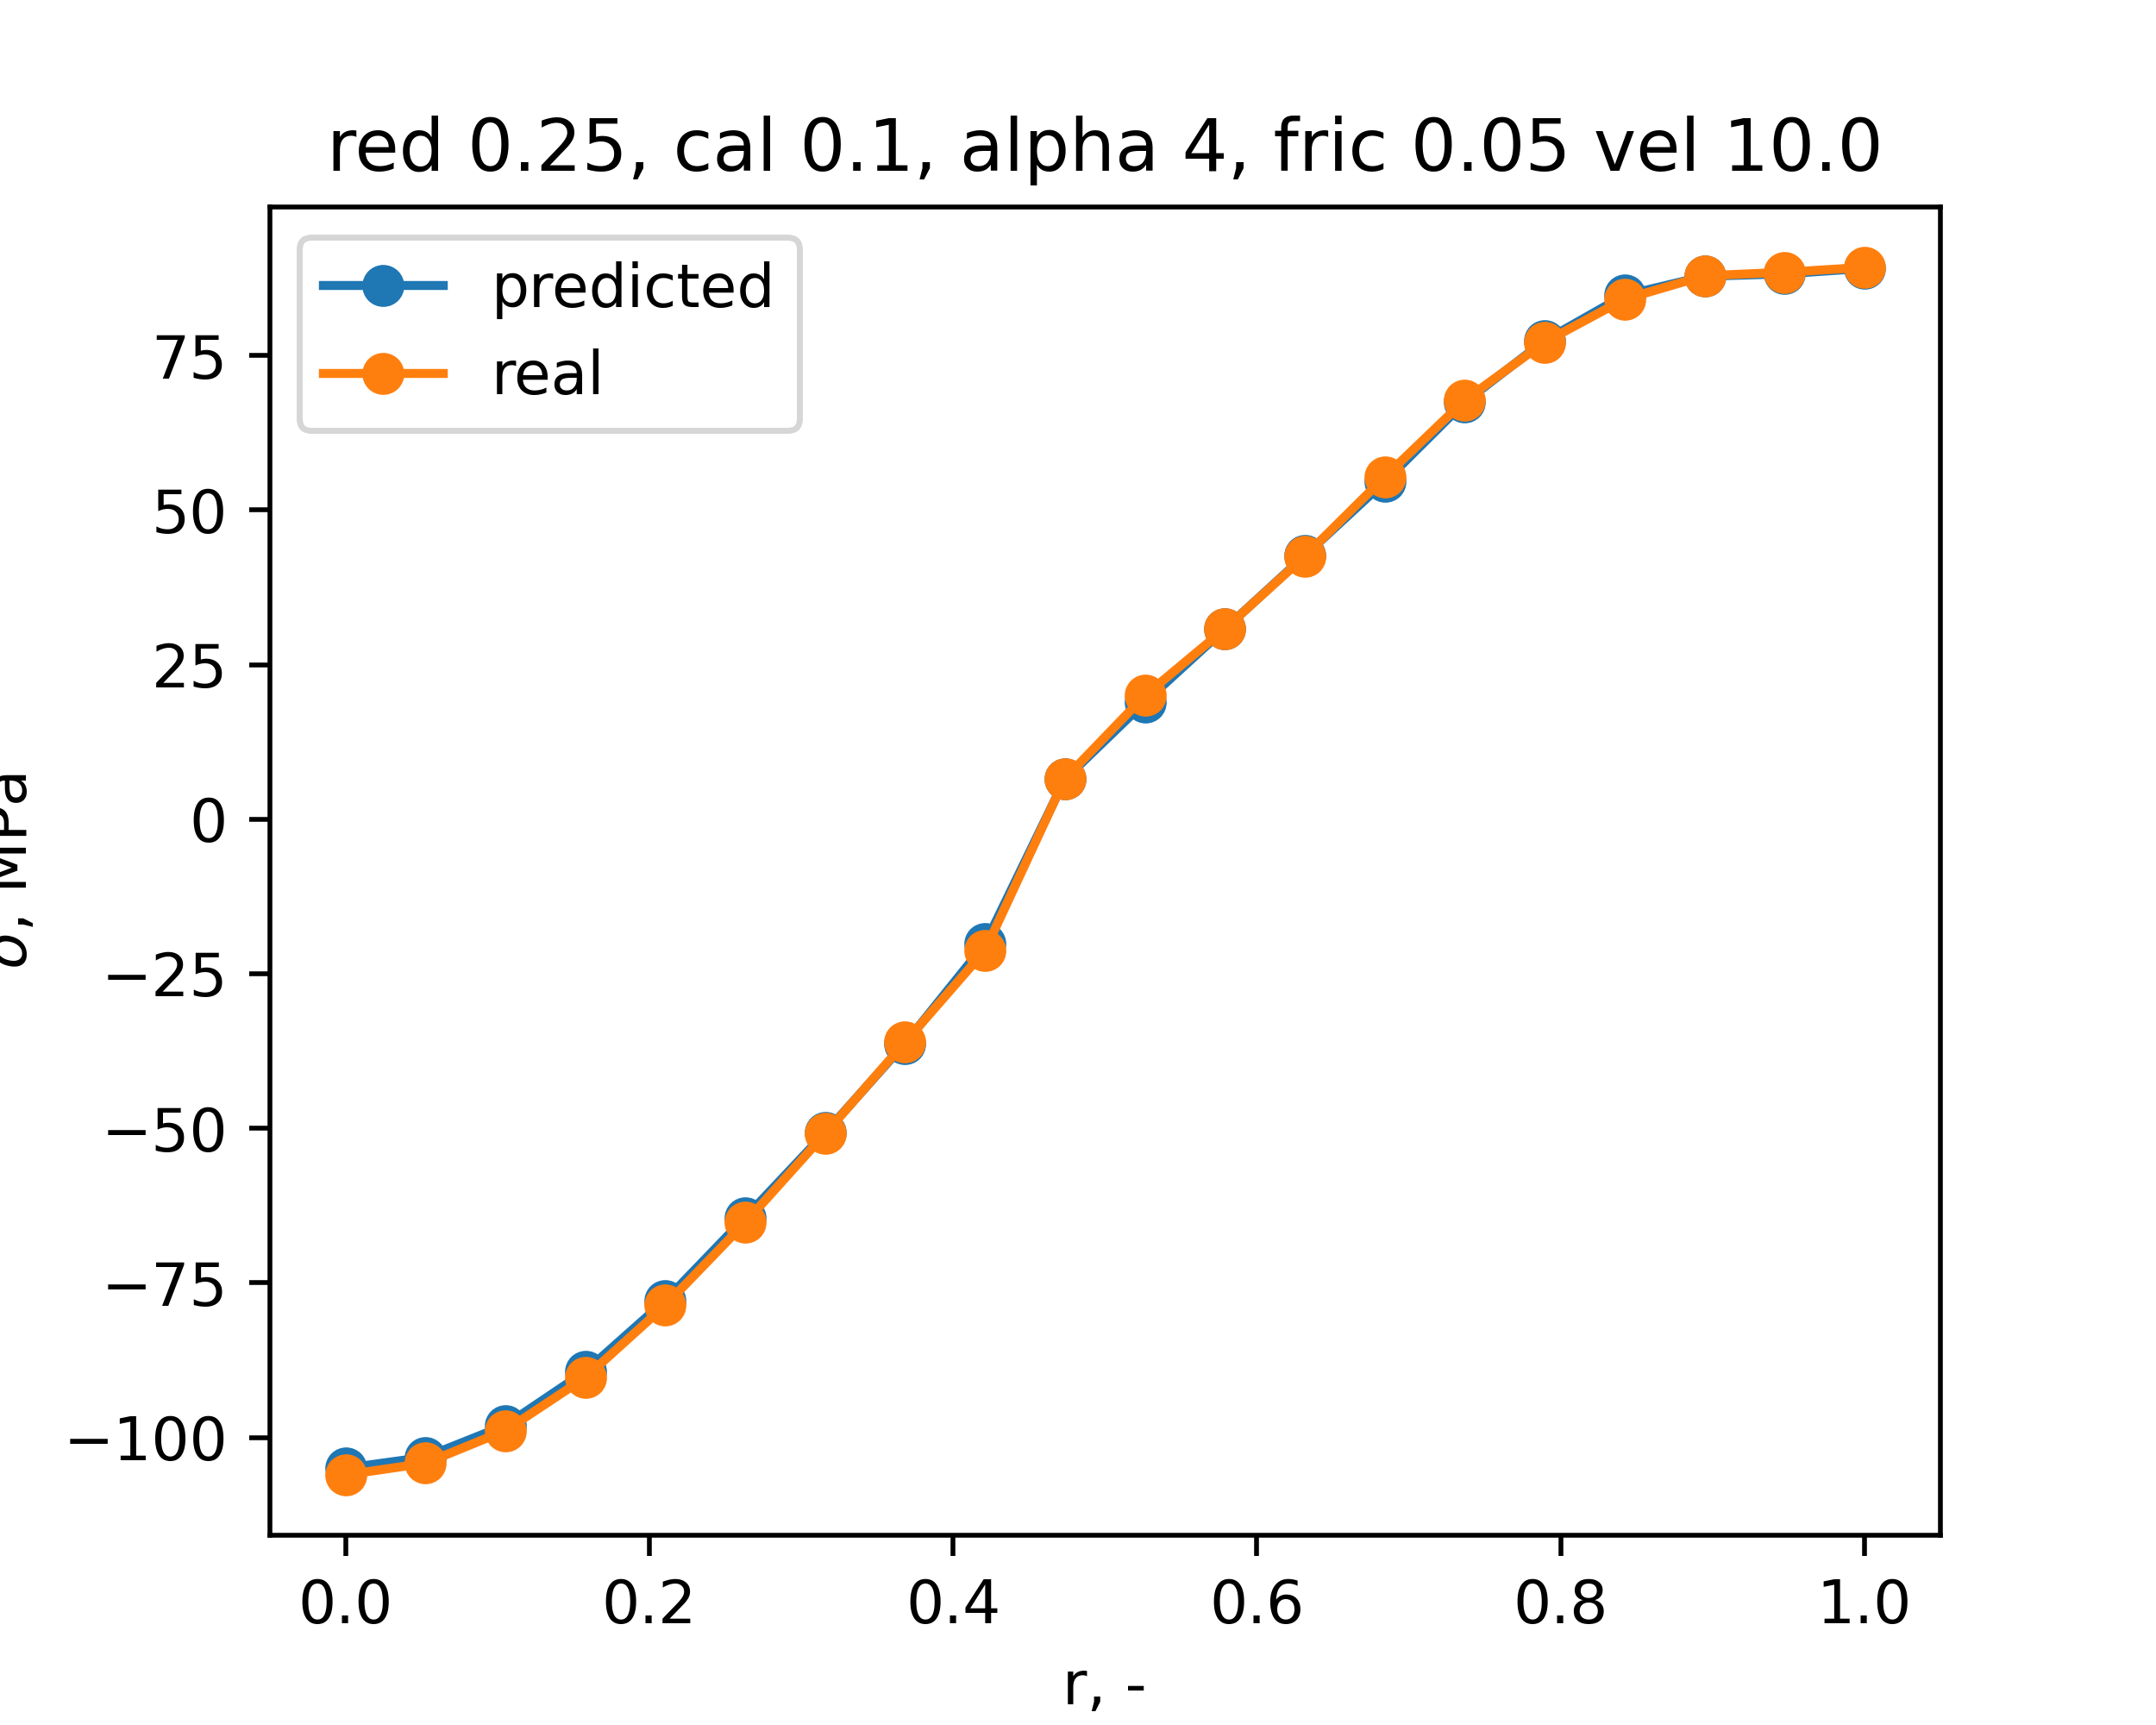 red 0.25, cal 0.1, alpha 4, fric 0.05 vel 10.0
predicted
real
75
50
25
0
−25
−50
−75
−100
σ, MPa
0.0 0.2 0.4 0.6 0.8 1.0
r, -